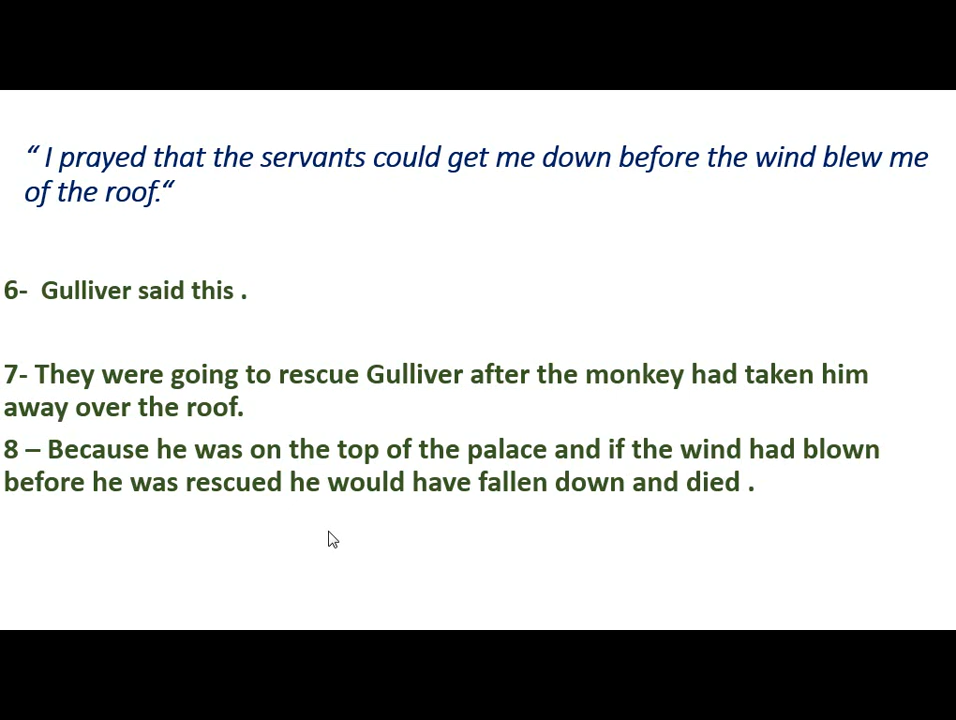 “ I prayed that the servants could get me down before the wind blew me
of the roof.“
6- Gulliver said this .
7- They were going to rescue Gulliver after the monkey had taken him
away over the roof.
8 – Because he was on the top of the palace and if the wind had blown
before he was rescued he would have fallen down and died .